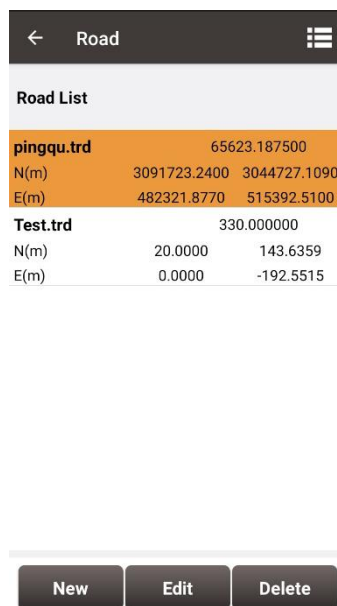 Road
Road List
pingqu.trd 65623.187500
N(m) 3091723.2400 3044727.1090
E(m) 482321.8770 515392.5100
Test.trd 330.000000
N(m) 20.0000 143.6359
E(m) 0.0000 -192.5515
New Edit Delete